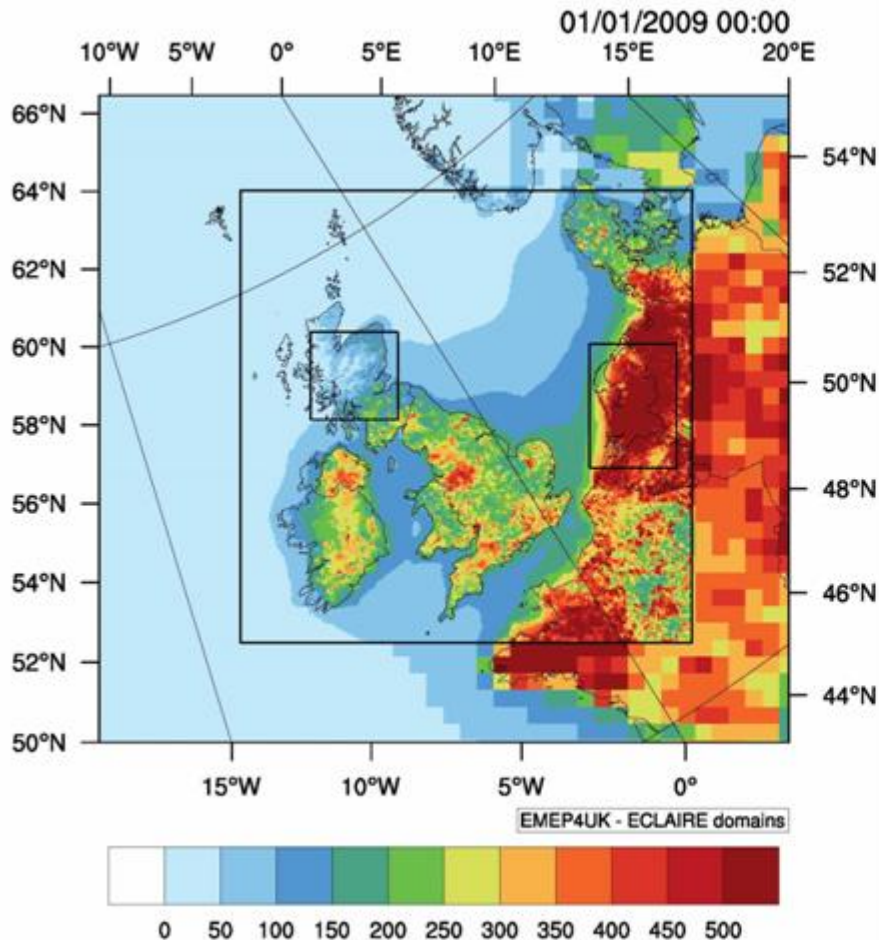 01/01/2009 00:00
10°W 5°W 0° 5°E 10°E 15°E 20°E
66°N
64°N
62°N
60°N
58°N
56°N
54°N
52°N
50°N
54°N
52°N
50°N
48°N
46°N
44°N
15°W 10°W 5°W 0°
EMEP4UK - ECLAIRE domains
0 50 100 150 200 250 300 350 400 450 500